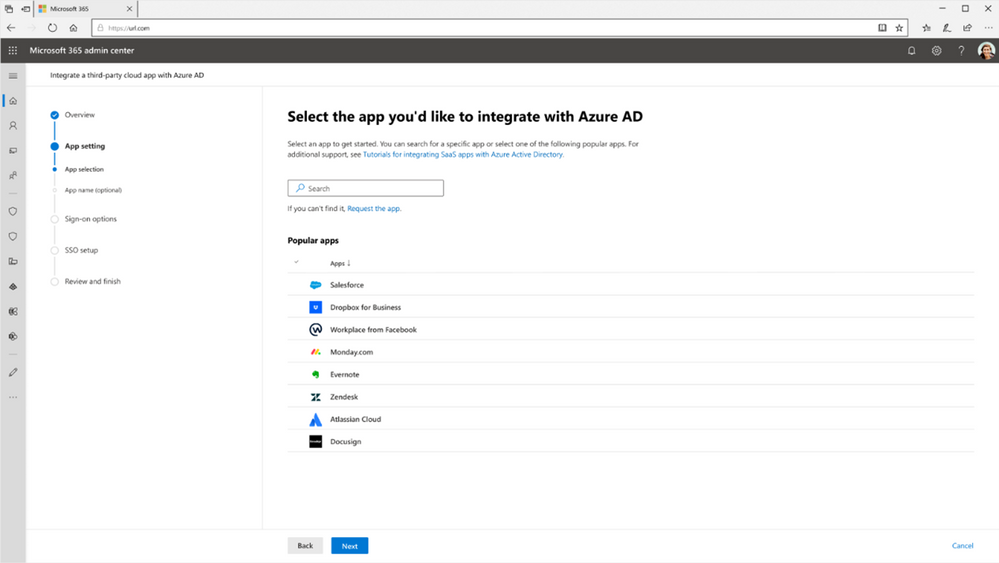 Microsoft 365
https://url.com
Microsoft 365 admin center
Integrate a third-party cloud app with Azure AD
Overview
App setting
App selection
App name (optional)
Sign-on options
SSO setup
Review and finish
Select the app you'd like to integrate with Azure AD
Select an app to get started. You can search for a specific app or select one of the following popular apps. For
additional support, see Tutorials for integrating SaaS apps with Azure Active Directory.
Search
If you can't find it, Request the app.
Popular apps
Apps ↓
Salesforce
Dropbox for Business
Workplace from Facebook
Monday.com
Evernote
Zendesk
Atlassian Cloud
Docusign
Back
Next
Cancel